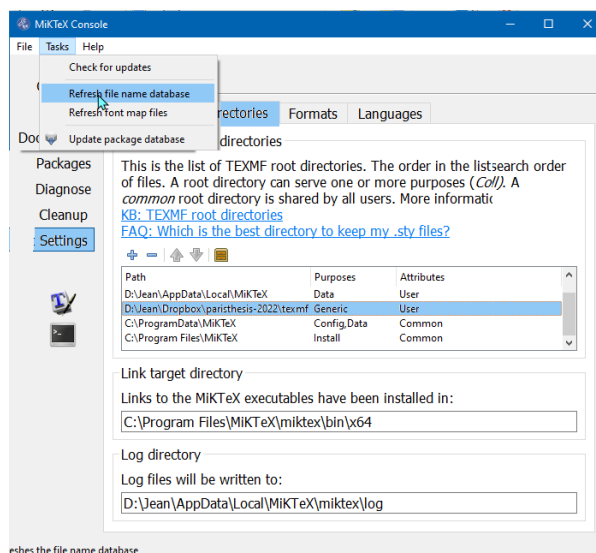 MiKTeX Console
File Tasks Help
Check for updates
Refresh file name database
Refresh font map files
Update package database
Doc
Packages
Diagnose
Cleanup
Settings
rectories Formats Languages
directories
This is the list of TEXMF root directories. The order in the listsearch order
of files. A root directory can serve one or more purposes (Coll). A
common root directory is shared by all users. More informatic
KB: TEXMF root directories
FAQ: Which is the best directory to keep my .sty files?
Path Purposes Attributes
D:\Jean\AppData\Local\MiKTeX Data User
D:\Jean\Dropbox\paristhesis-2022\texmf Generic User
C:\ProgramData\MiKTeX Config,Data Common
C:\Program Files\MiKTeX Install Common
Link target directory
Links to the MiKTeX executables have been installed in:
C:\Program Files\MiKTeX\miktex\bin\x64
Log directory
Log files will be written to:
D:\Jean\AppData\Local\MiKTeX\miktex\log
eshes the file name database